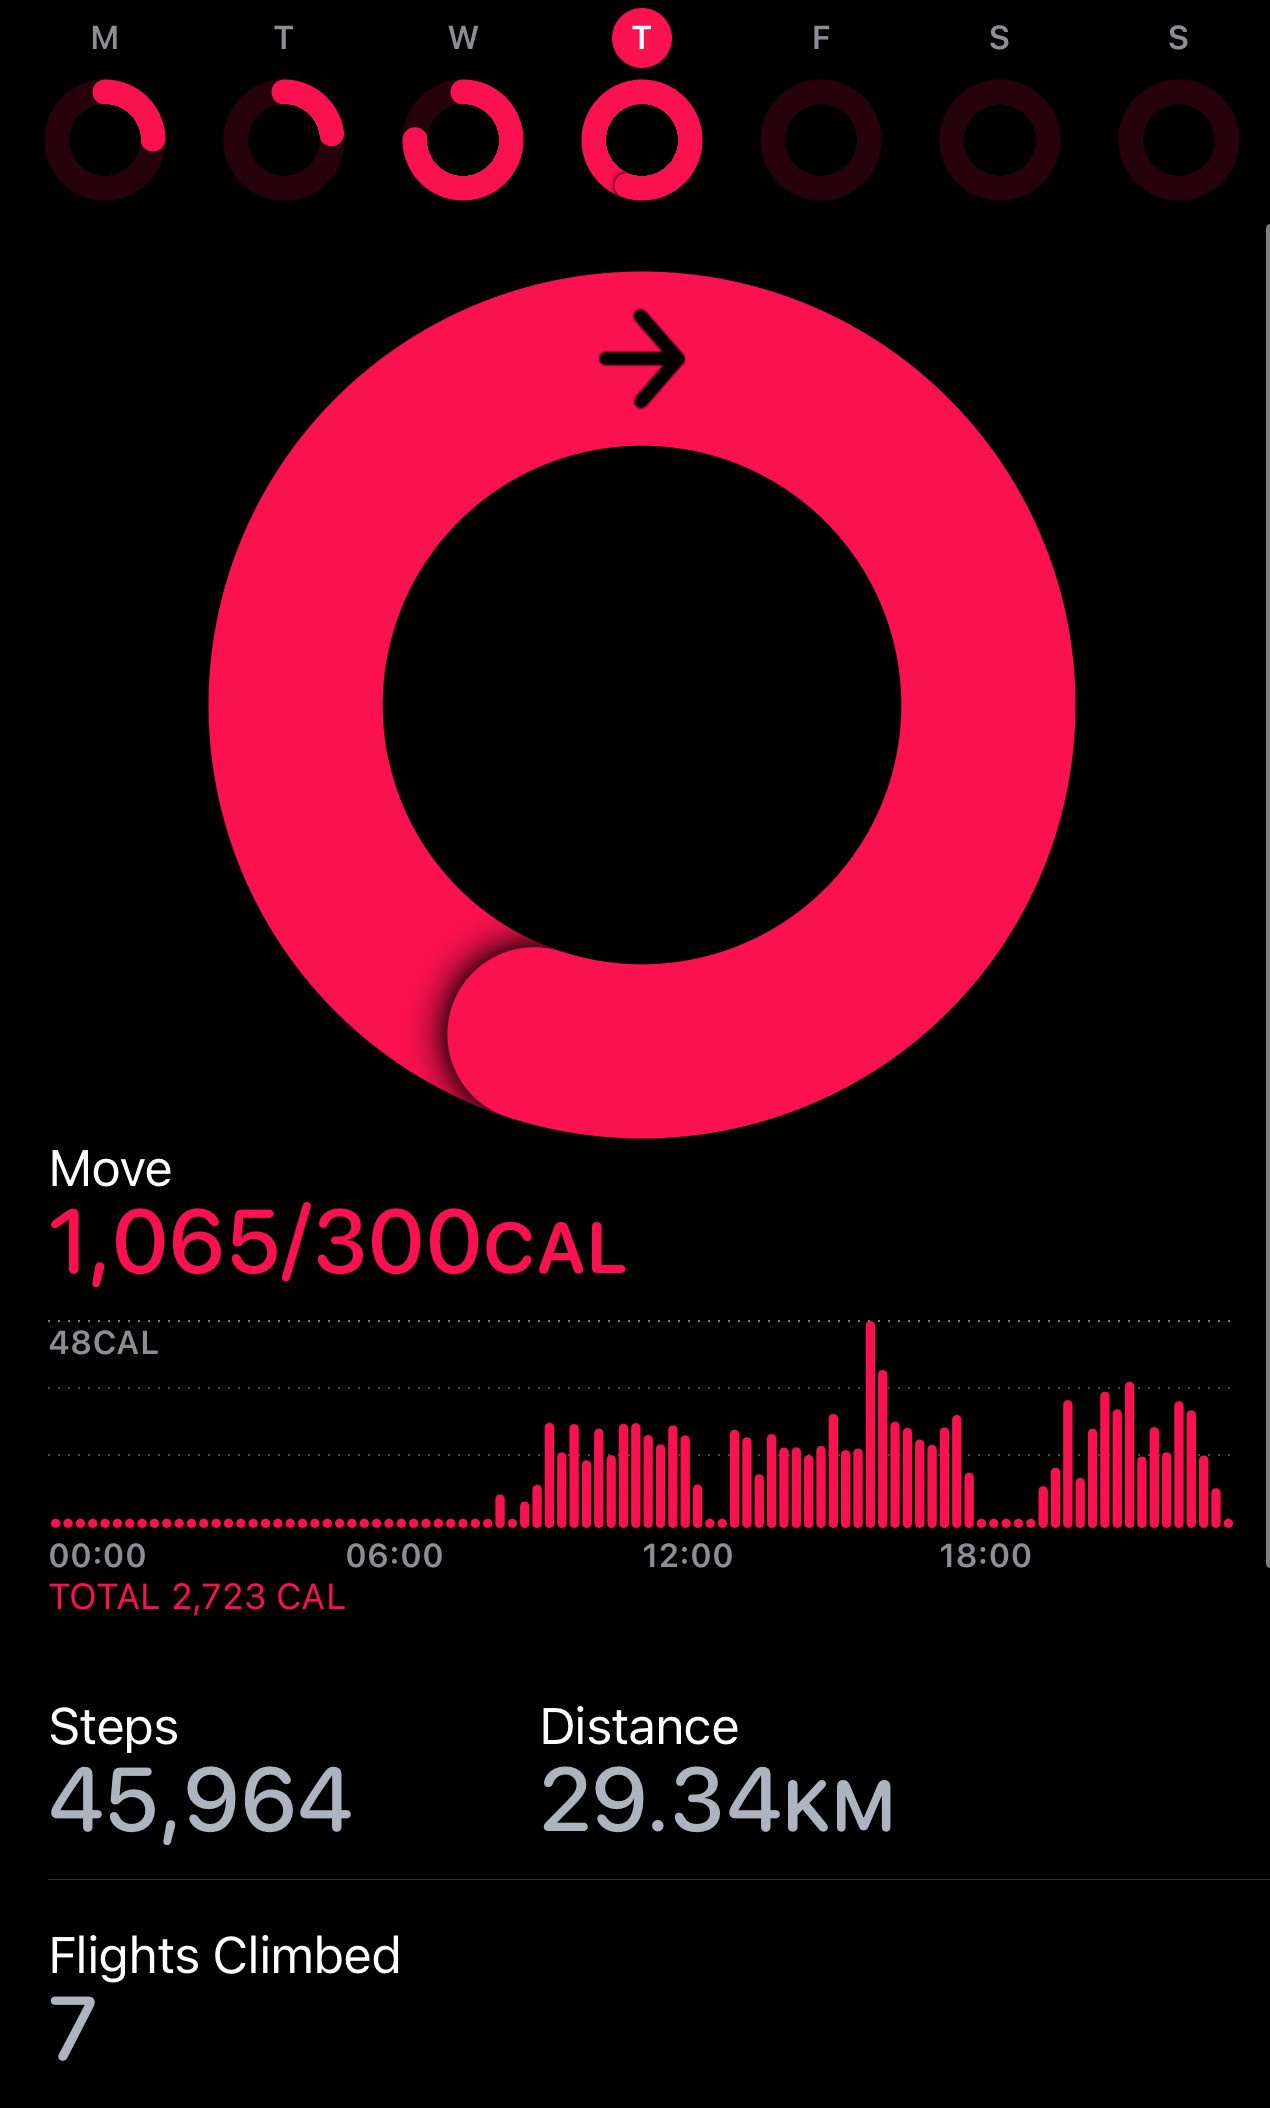 M T W T F S S
Move
1,065/300CAL
48CAL
00:00 06:00 12:00 18:00
TOTAL 2,723 CAL
Steps Distance
45,964 29.34KM
Flights Climbed
7